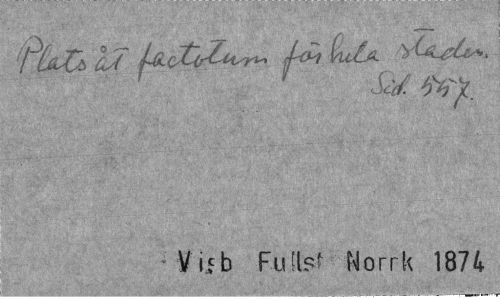 Plats åt factotum för hela staden.
Sid. 557.
Visb Fullst Norrk 1874